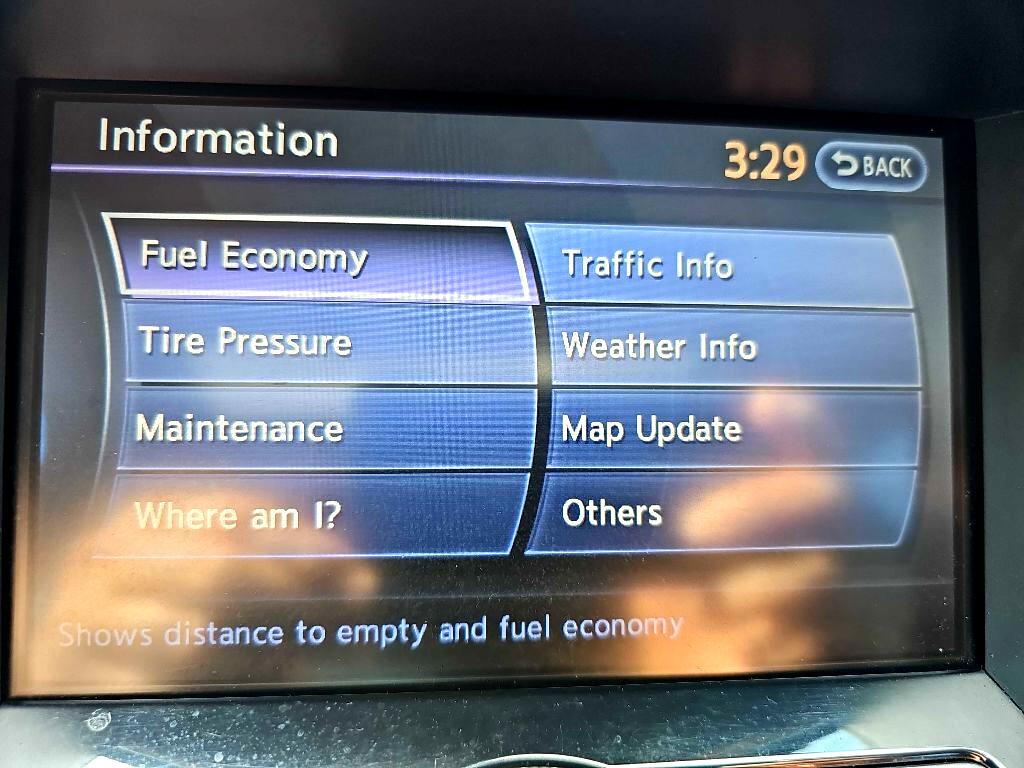 Information
3:29
BACK
Fuel Economy
Traffic Info
Tire Pressure
Weather Info
Maintenance
Map Update
Where am I?
Others
Shows distance to empty and fuel economy